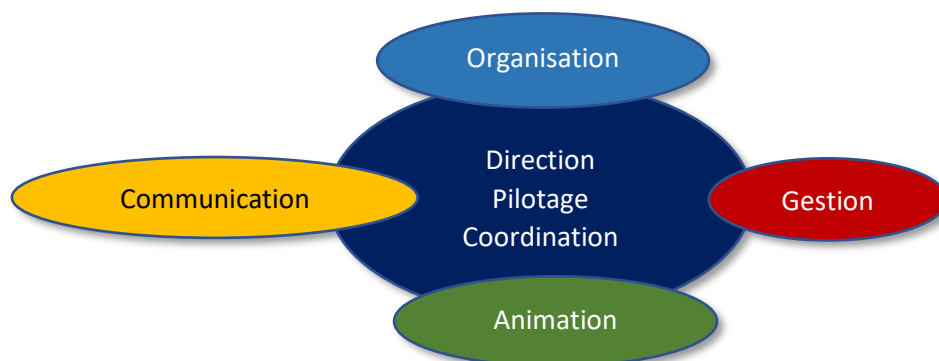 Organisation
Direction
Pilotage
Coordination
Communication
Gestion
Animation